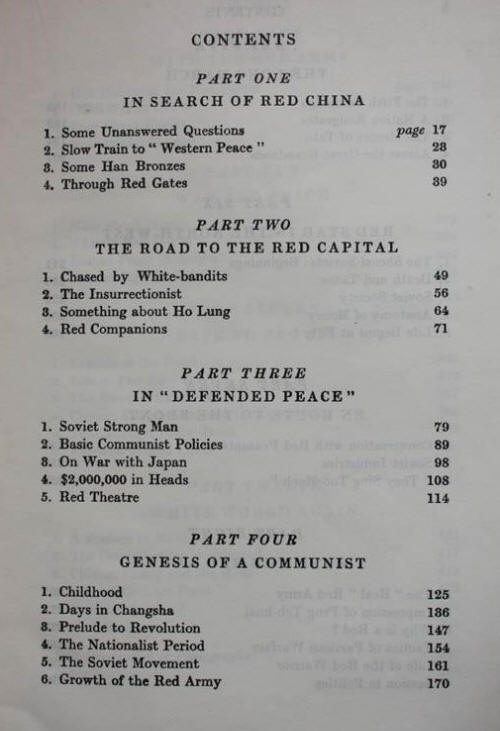 CONTENTS
PART ONE
IN SEARCH OF RED CHINA
1. Some Unanswered Questions page 17
2. Slow Train to "Western Peace" 23
3. Some Han Bronzes 30
4. Through Red Gates 39
PART TWO
THE ROAD TO THE RED CAPITAL
1. Chased by White-bandits 49
2. The Insurrectionist 56
3. Something about Ho Lung 64
4. Red Companions 71
PART THREE
IN "DEFENDED PEACE"
1. Soviet Strong Man 79
2. Basic Communist Policies 89
3. On War with Japan 98
4. $2,000,000 in Heads 108
5. Red Theatre 114
PART FOUR
GENESIS OF A COMMUNIST
1. Childhood 125
2. Days in Changsha 136
3. Prelude to Revolution 147
4. The Nationalist Period 154
5. The Soviet Movement 161
6. Growth of the Red Army 170